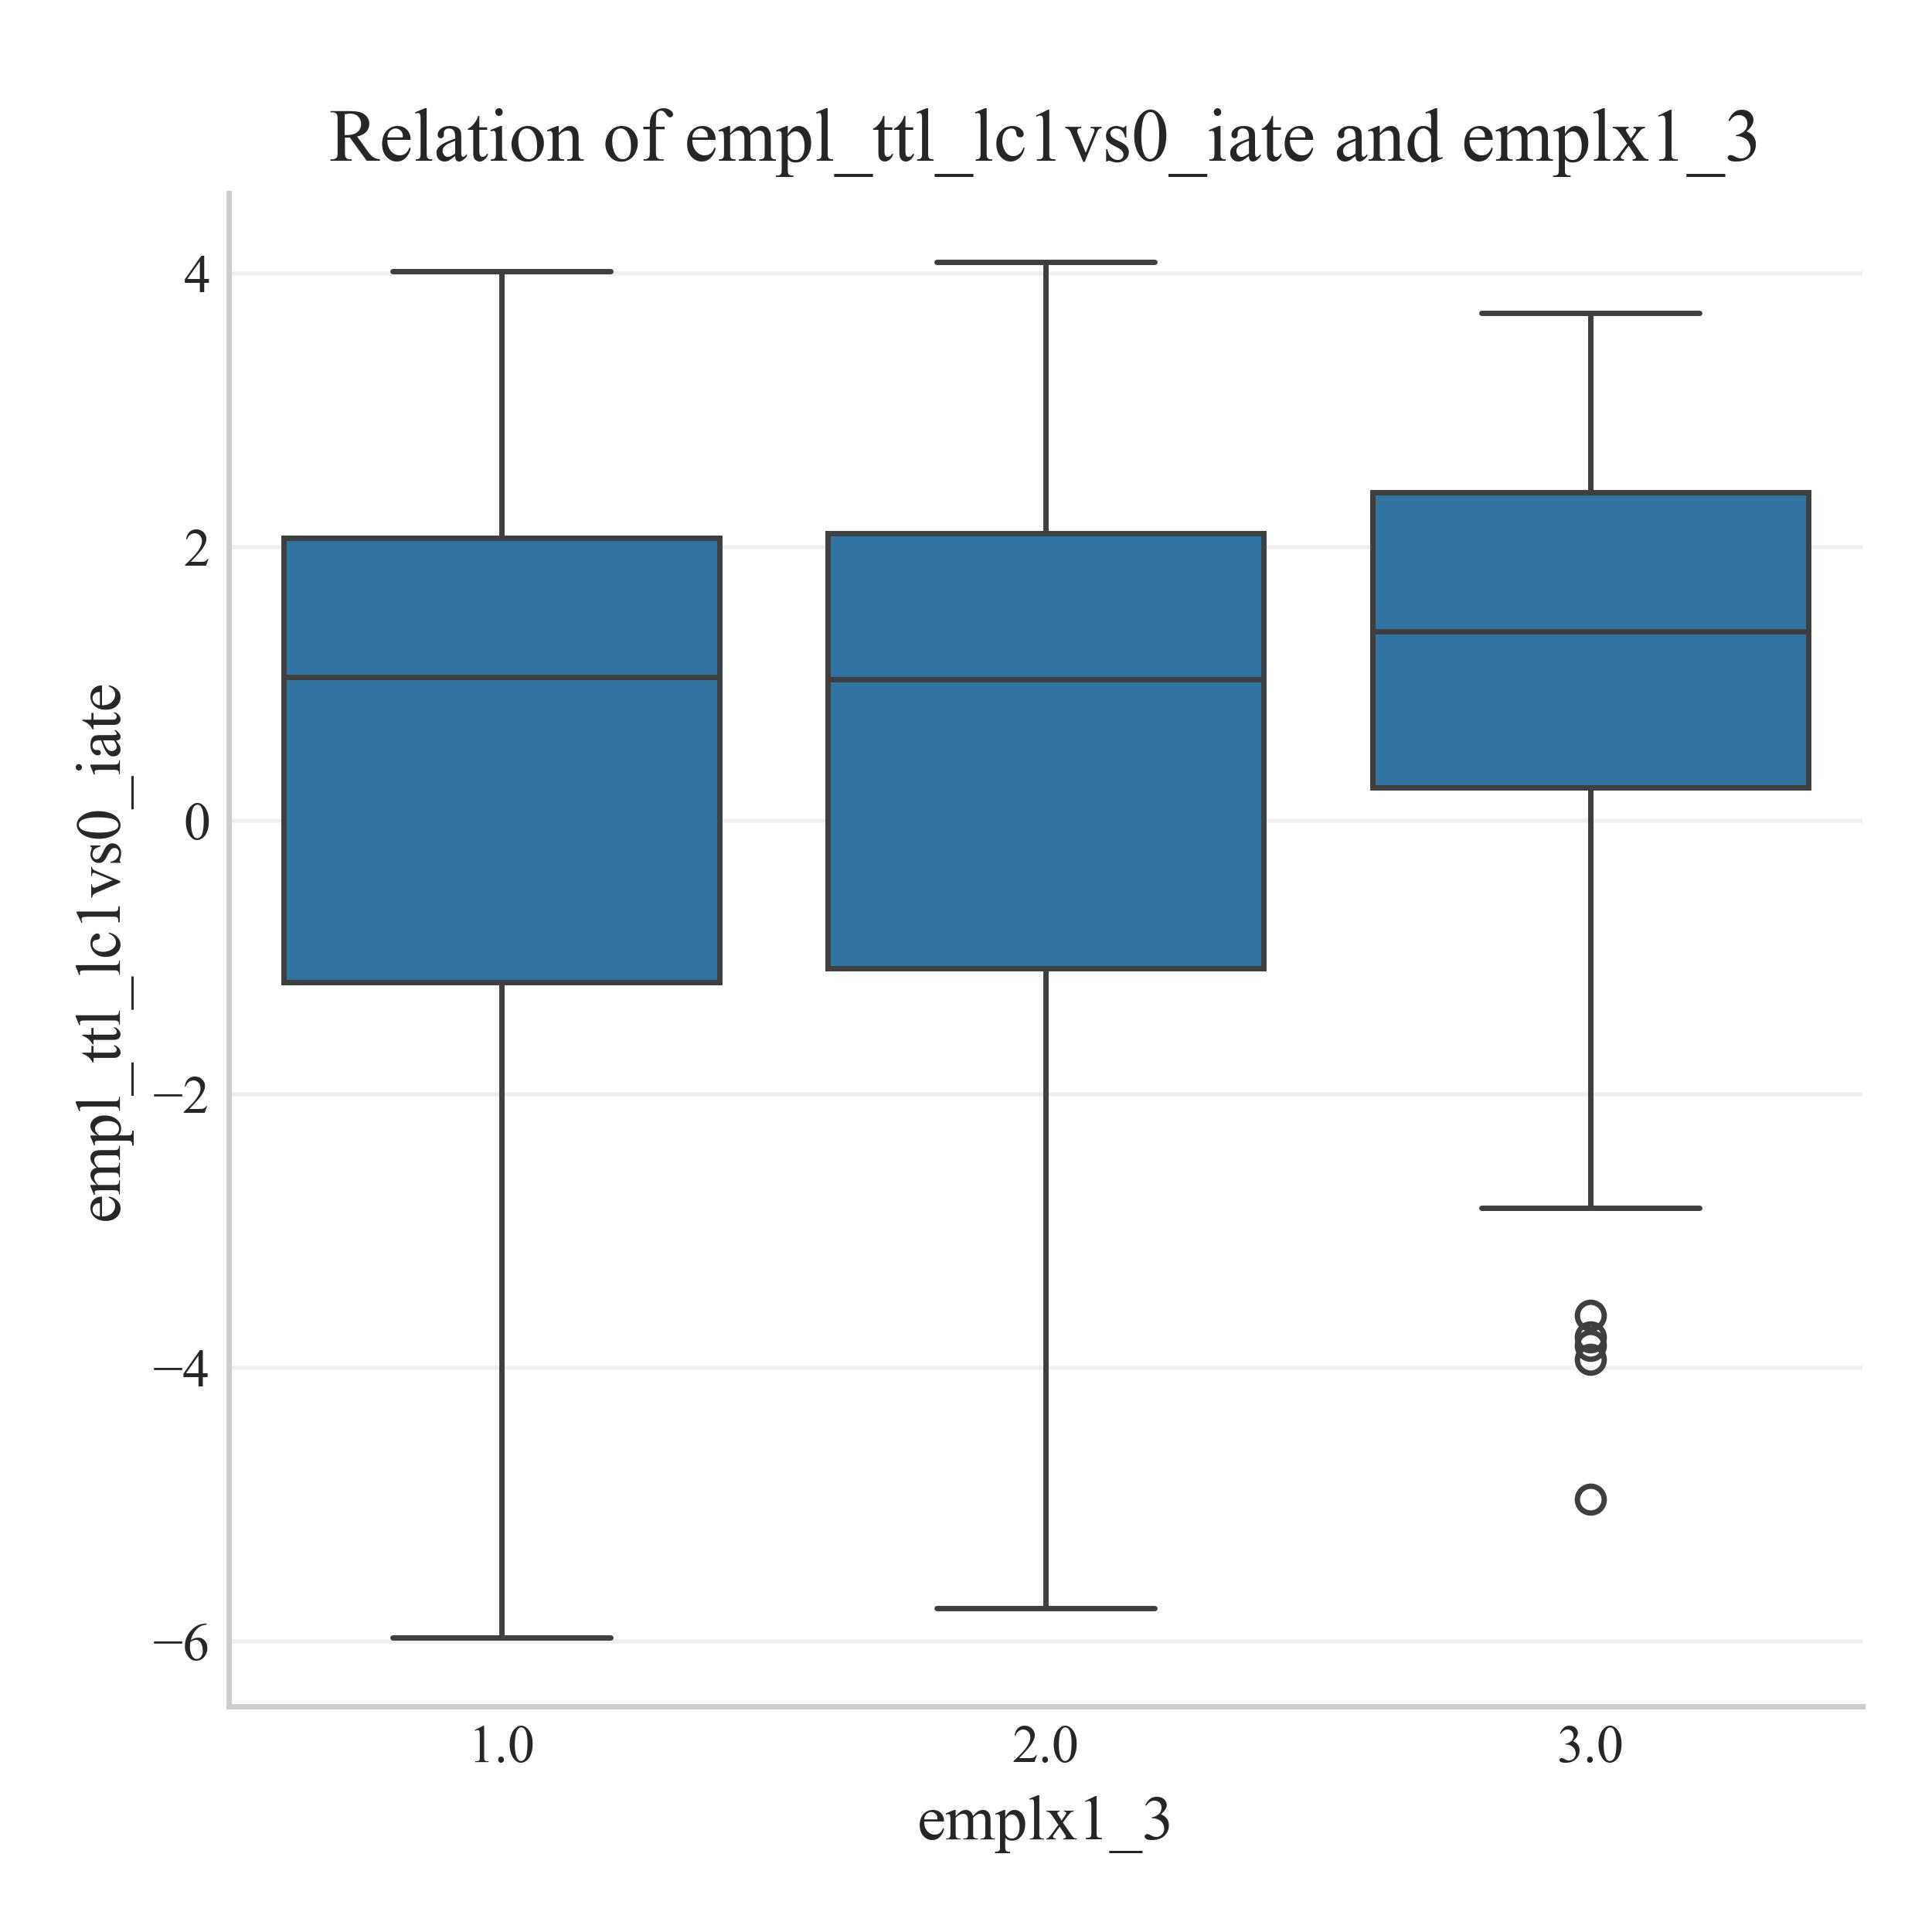 Relation of empl_ttl_lc1vs0_iate and emplx1_3
empl_ttl_lc1vs0_iate
4
2
0
−2
−4
−6
1.0 2.0 3.0
emplx1_3